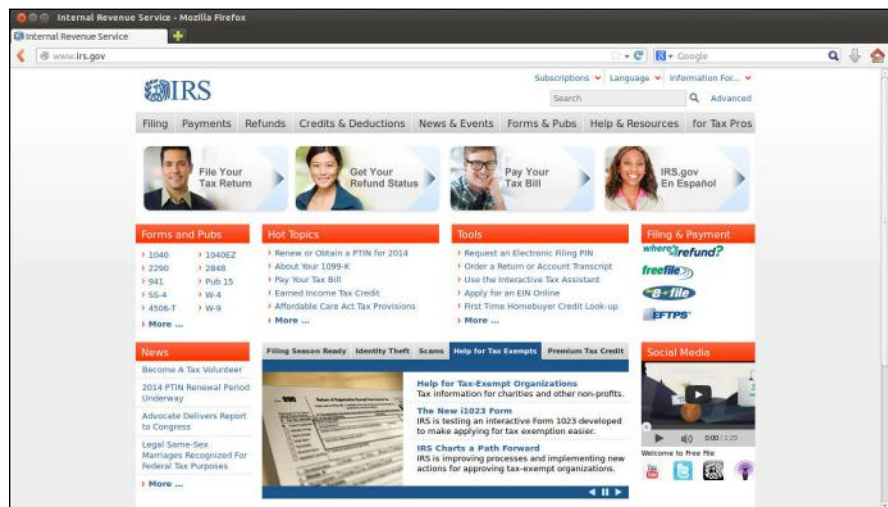 Internal Revenue Service - Mozilla Firefox
Internal Revenue Service
www.irs.gov
Google
Subscriptions Language Information For...
IRS
Search Advanced
Filing Payments Refunds Credits & Deductions News & Events Forms & Pubs Help & Resources for Tax Pros
File Your
Tax Return
Get Your
Refund Status
Pay Your
Tax Bill
IRS.gov
En Español
Forms and Pubs
1040 1040EZ
2290 2848
941 Pub 15
SS-4 W-4
4506-T W-9
More ...
Hot Topics
Renew or Obtain a PTIN for 2014
About Your 1099-K
Pay Your Tax Bill
Earned Income Tax Credit
Affordable Care Act Tax Provisions
More ...
Tools
Request an Electronic Filing PIN
Order a Return or Account Transcript
Use the Interactive Tax Assistant
Apply for an EIN Online
First Time Homebuyer Credit Look-up
More ...
Filing & Payment
where's my refund?
freefile
e-file
EFTPS
News
Become A Tax Volunteer
2014 PTIN Renewal Period
Underway
Advocate Delivers Report
to Congress
Legal Same-Sex
Marriages Recognized For
Federal Tax Purposes
More ...
Filing Season Ready Identity Theft Scams Help for Tax Exempts Premium Tax Credit
990
Help for Tax-Exempt Organizations
Tax information for charities and other non-profits.
The New i1023 Form
IRS is testing an interactive Form 1023 developed
to make applying for tax exemption easier.
IRS Charts a Path Forward
IRS is improving processes and implementing new
actions for approving tax-exempt organizations.
Social Media
0:00 / 2:29
Welcome to Free File
You